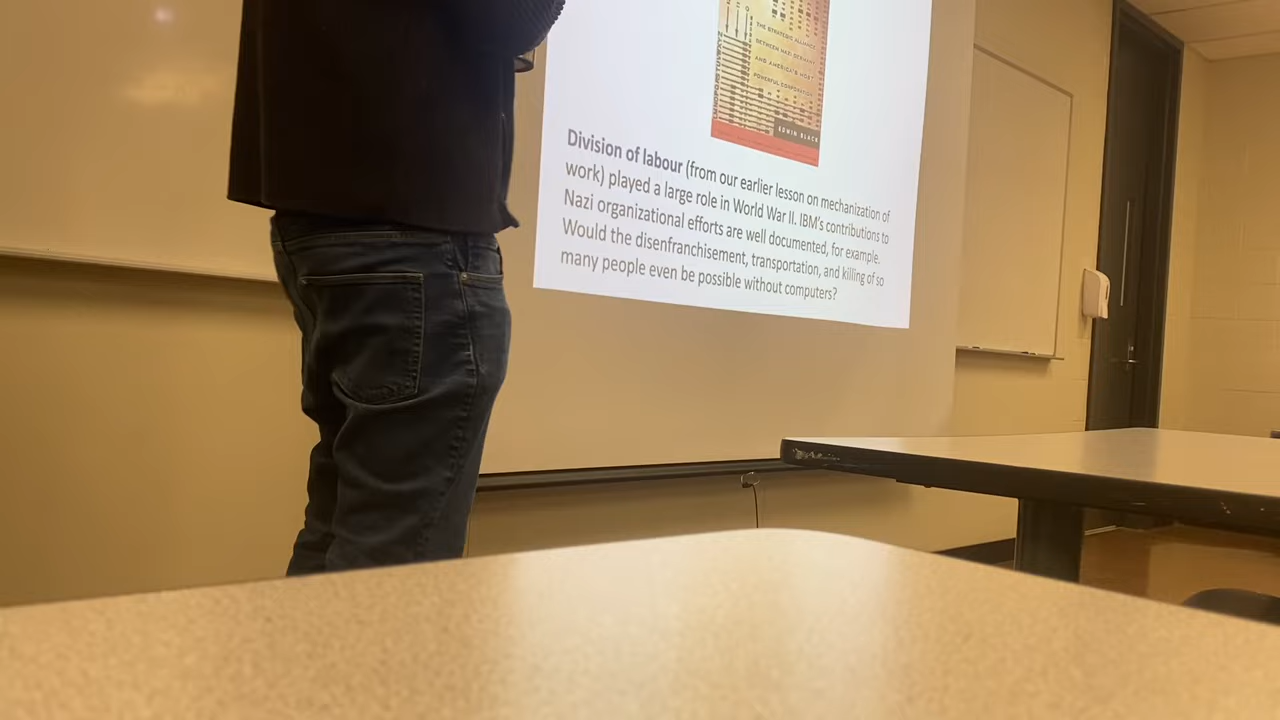 THE STRATEGIC ALLIANCE
BETWEEN NAZI GERMANY
AND AMERICA'S MOST
POWERFUL CORPORATION
EDWIN BLACK
Division of labour (from our earlier lesson on mechanization of
work) played a large role in World War II. IBM's contributions to
Nazi organizational efforts are well documented, for example.
Would the disenfranchisement, transportation, and killing of so
many people even be possible without computers?